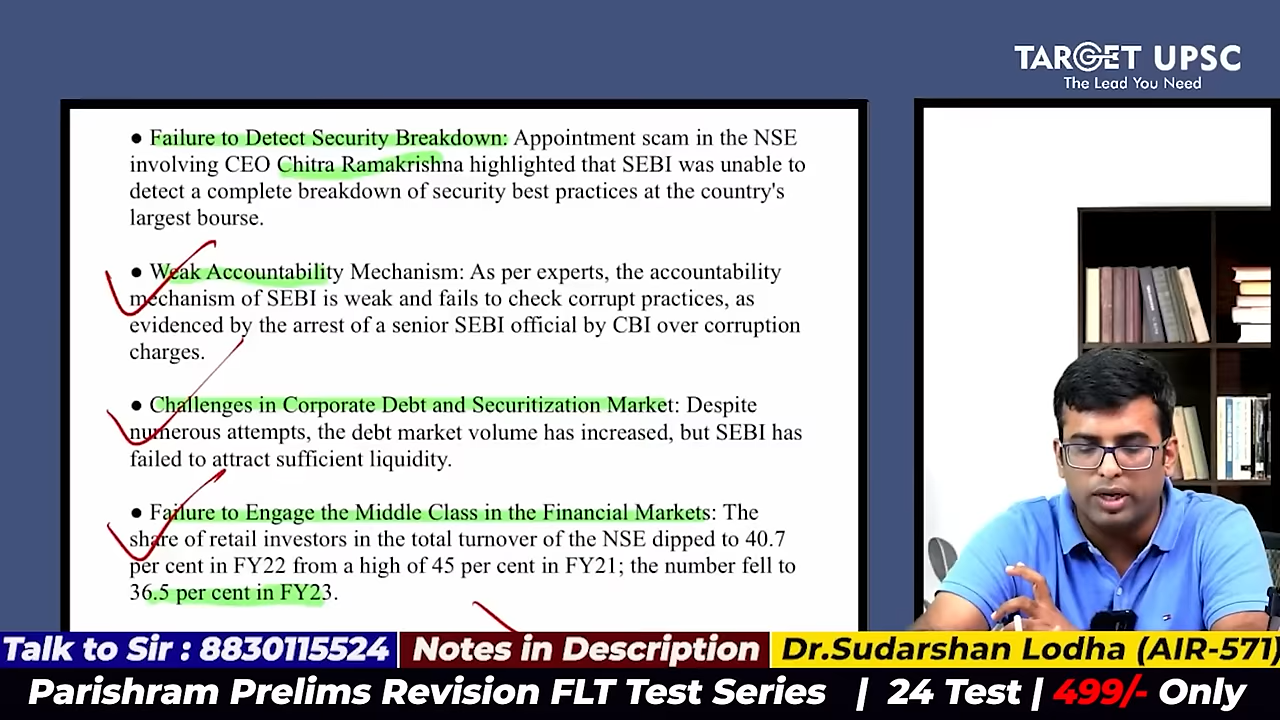 TARGET UPSC
The Lead You Need
● Failure to Detect Security Breakdown: Appointment scam in the NSE
involving CEO Chitra Ramakrishna highlighted that SEBI was unable to
detect a complete breakdown of security best practices at the country's
largest bourse.
● Weak Accountability Mechanism: As per experts, the accountability
mechanism of SEBI is weak and fails to check corrupt practices, as
evidenced by the arrest of a senior SEBI official by CBI over corruption
charges.
● Challenges in Corporate Debt and Securitization Market: Despite
numerous attempts, the debt market volume has increased, but SEBI has
failed to attract sufficient liquidity.
● Failure to Engage the Middle Class in the Financial Markets: The
share of retail investors in the total turnover of the NSE dipped to 40.7
per cent in FY22 from a high of 45 per cent in FY21; the number fell to
36.5 per cent in FY23.
Talk to Sir : 8830115524
Notes in Description
Dr.Sudarshan Lodha (AIR-571)
Parishram Prelims Revision FLT Test Series | 24 Test | 499/- Only